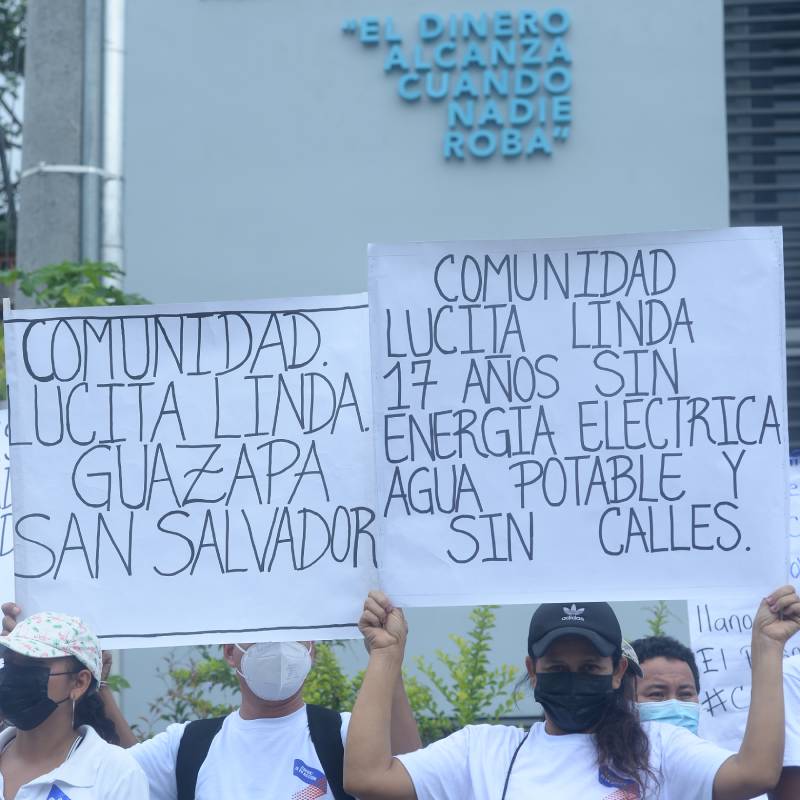 "EL DINERO
ALCANZA
CUANDO
NADIE
ROBA"
COMUNIDAD.
LUCITA LINDA.
GUAZAPA
SAN SALVADOR
COMUNIDAD
LUCITA LINDA
17 AÑOS SIN
ENERGIA ELÉCTRICA
AGUA POTABLE Y
SIN CALLES.
adidas
llano
El